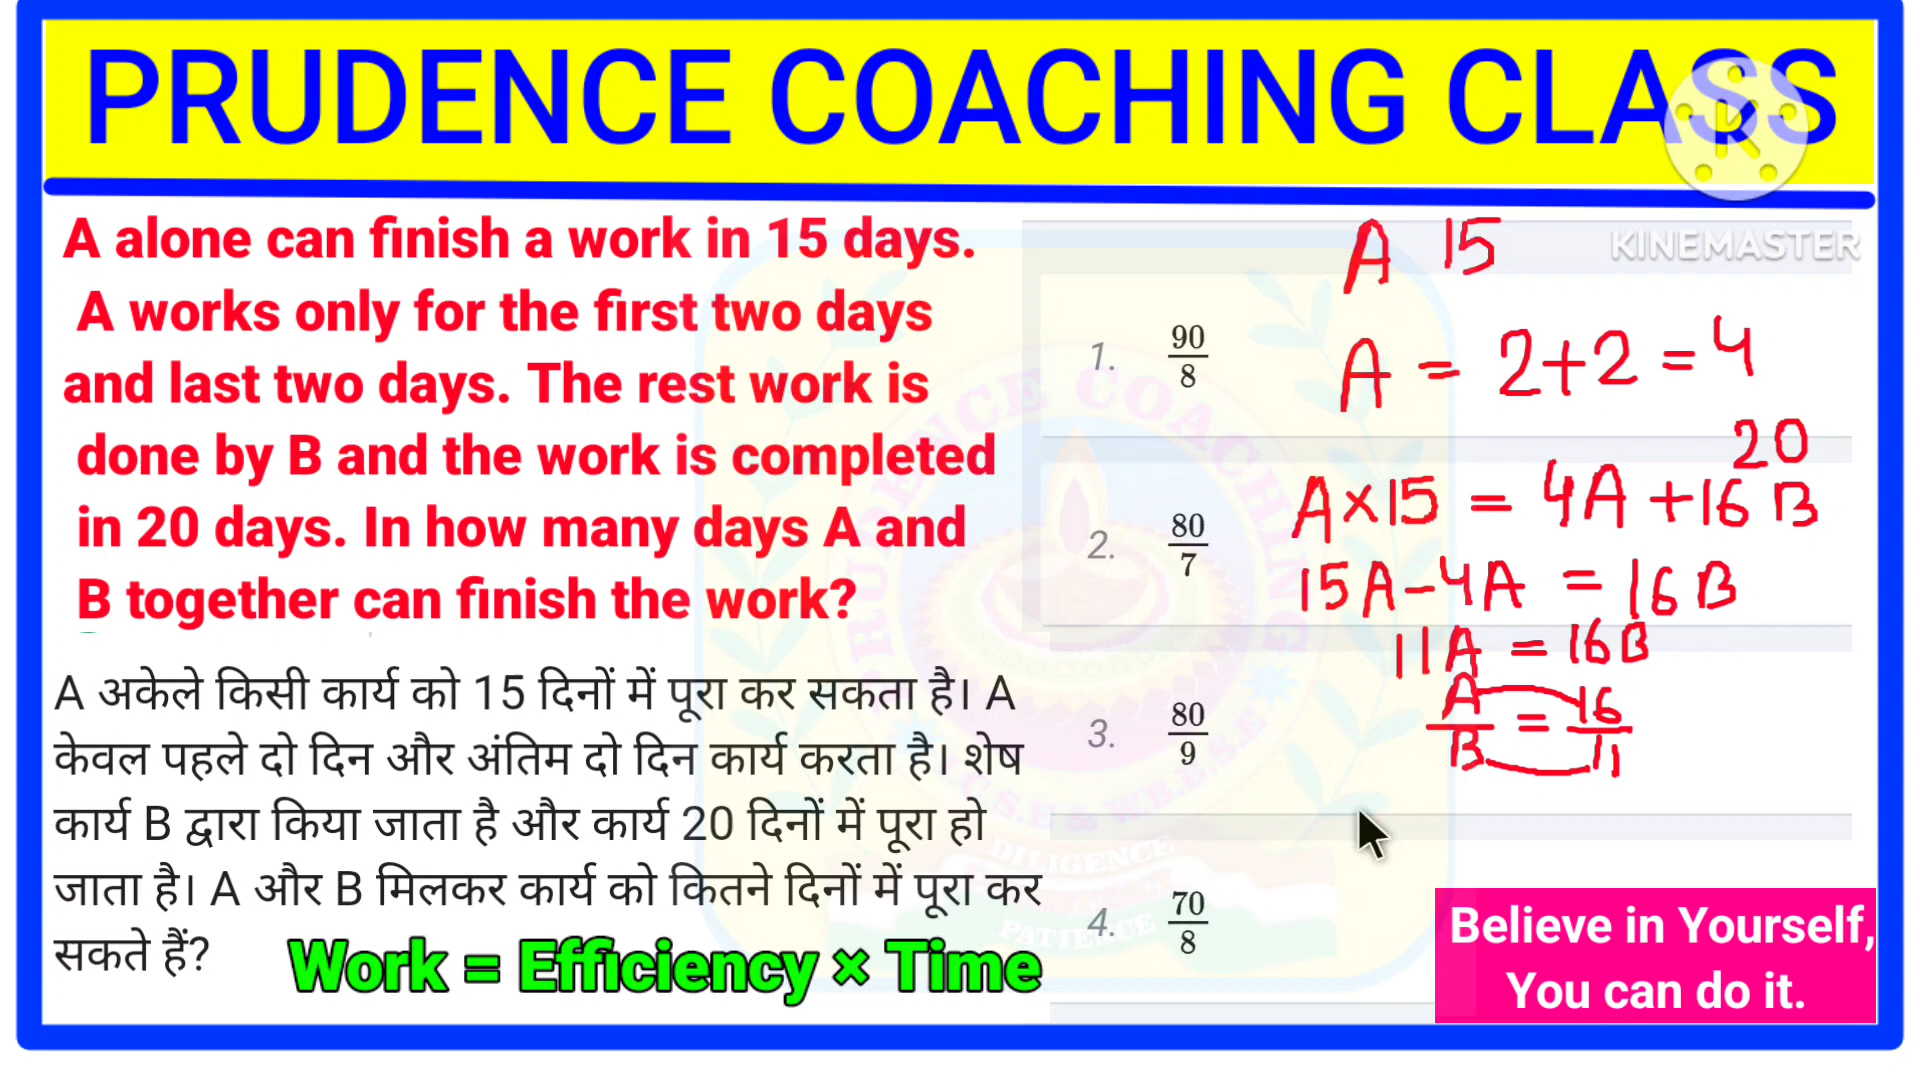 PRUDENCE COACHING CLASS
KINEMASTER
A alone can finish a work in 15 days.
A works only for the first two days
and last two days. The rest work is
done by B and the work is completed
in 20 days. In how many days A and
B together can finish the work?
A अकेले किसी कार्य को 15 दिनों में पूरा कर सकता है। A
केवल पहले दो दिन और अंतिम दो दिन कार्य करता है। शेष
कार्य B द्वारा किया जाता है और कार्य 20 दिनों में पूरा हो
जाता है। A और B मिलकर कार्य को कितने दिनों में पूरा कर
सकते हैं?
Work = Efficiency × Time
1. 90/8
2. 80/7
3. 80/9
4. 70/8
A 15
A = 2+2 = 4
20
A×15 = 4A +16 B
15A-4A = 16 B
11A = 16B
A/B = 16/11
PRUDENCE COACHING
DILIGENCE
PATIENCE
Believe in Yourself,
You can do it.